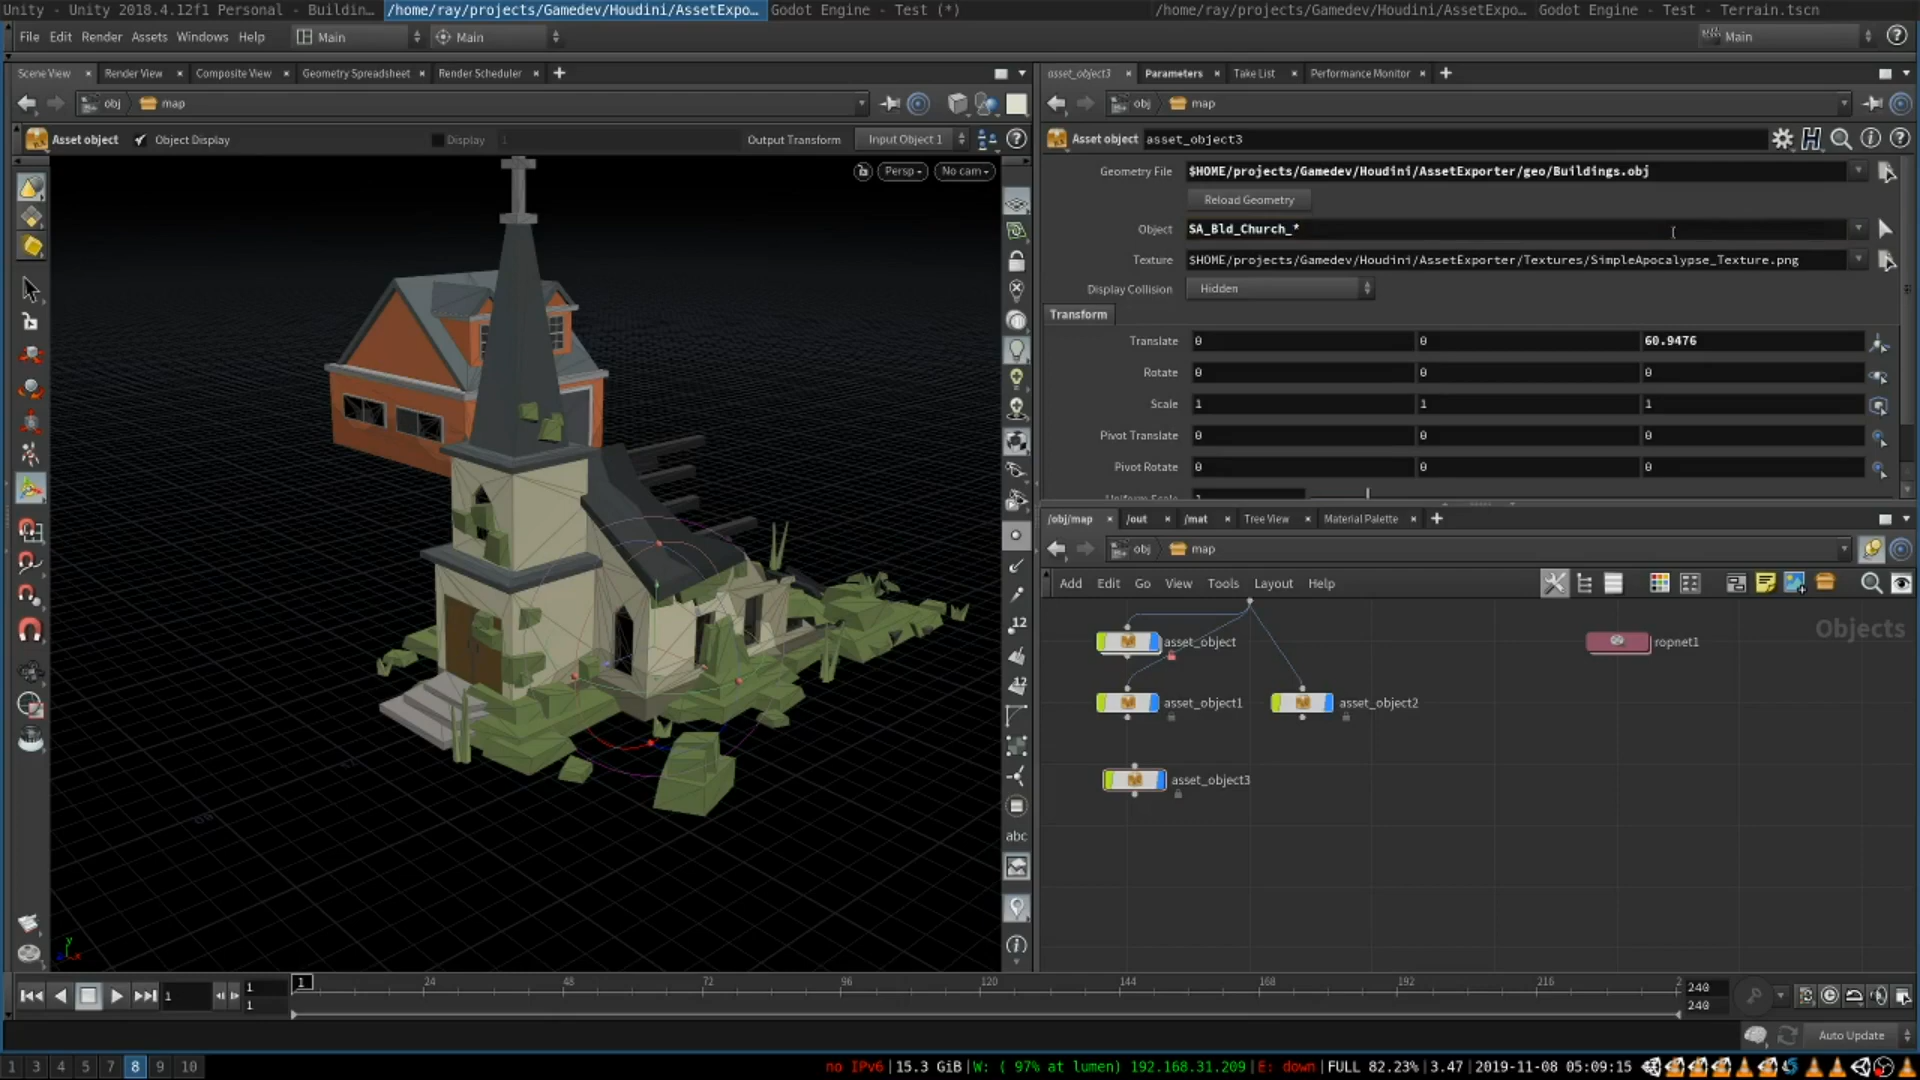 Unity - Unity 2018.4.12f1 Personal - Buildin… /home/ray/projects/Gamedev/Houdini/AssetExpo… Godot Engine - Test (*) /home/ray/projects/Gamedev/Houdini/AssetExpo… Godot Engine - Test - Terrain.tscn
File Edit Render Assets Windows Help Main Main Main
Scene View Render View Composite View Geometry Spreadsheet Render Scheduler
asset_object3 Parameters Take List Performance Monitor
obj map
obj map
Asset object Object Display Display 1 Output Transform Input Object 1
Asset object asset_object3
Persp No cam
Geometry File $HOME/projects/Gamedev/Houdini/AssetExporter/geo/Buildings.obj
Reload Geometry
Object SA_Bld_Church_*
Texture $HOME/projects/Gamedev/Houdini/AssetExporter/Textures/SimpleApocalypse_Texture.png
Display Collision Hidden
Transform
Translate 0 0 60.9476
Rotate 0 0 0
Scale 1 1 1
Pivot Translate 0 0 0
Pivot Rotate 0 0 0
Uniform Scale 1
/obj/map /out /mat Tree View Material Palette
obj map
Add Edit Go View Tools Layout Help
Objects
asset_object
ropnet1
asset_object1
asset_object2
asset_object3
12
12
abc
1 1 1 1 24 48 72 96 120 144 168 192 216 2 240
240
Auto Update
1 3 4 5 7 8 9 10
no IPv6|15.3 GiB|W: ( 97% at lumen) 192.168.31.209|E: down|FULL 82.23%|3.47|2019-11-08 05:09:15